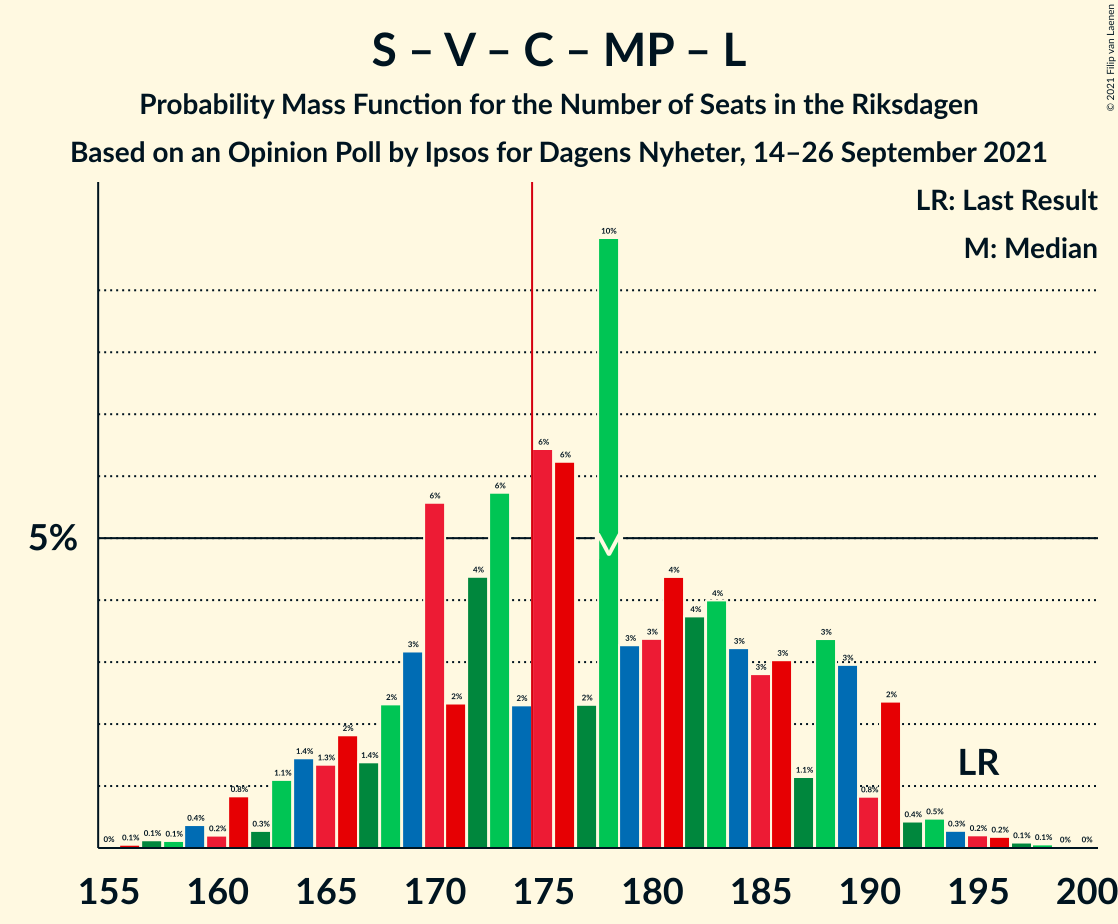 S – V – C – MP – L
Probability Mass Function for the Number of Seats in the Riksdagen
Based on an Opinion Poll by Ipsos for Dagens Nyheter, 14–26 September 2021
© 2021 Filip van Laenen
LR: Last Result
M: Median
5%
0% 0.1% 0.1% 0.1% 0.4% 0.2% 0.8% 0.3% 1.1% 1.4% 1.3% 2% 1.4% 2% 3% 6% 2% 4% 6% 2% 6% 6% 2% 10% 3% 3% 4% 4% 4% 3% 3% 3% 1.1% 3% 3% 0.8% 2% 0.4% 0.5% 0.3% 0.2% 0.2% 0.1% 0.1% 0% 0%
LR
155 160 165 170 175 180 185 190 195 200